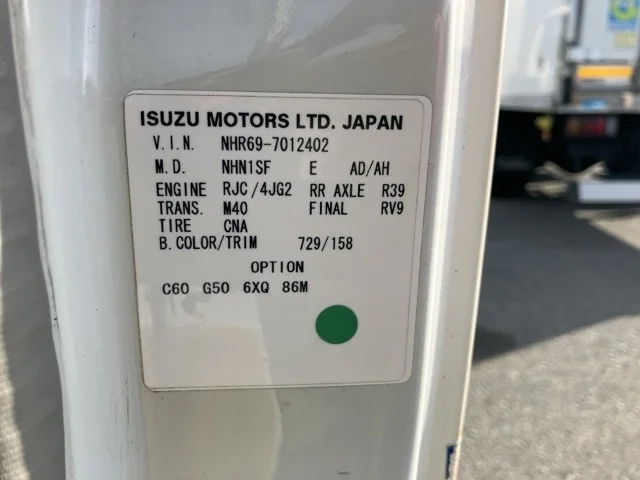 ISUZU MOTORS LTD. JAPAN
V.I.N. NHR69-7012402
M.D. NHN1SF E AD/AH
ENGINE RJC/4JG2 RR AXLE R39
TRANS. M40 FINAL RV9
TIRE CNA
B.COLOR/TRIM 729/158
OPTION
C60 G50 6XQ 86M